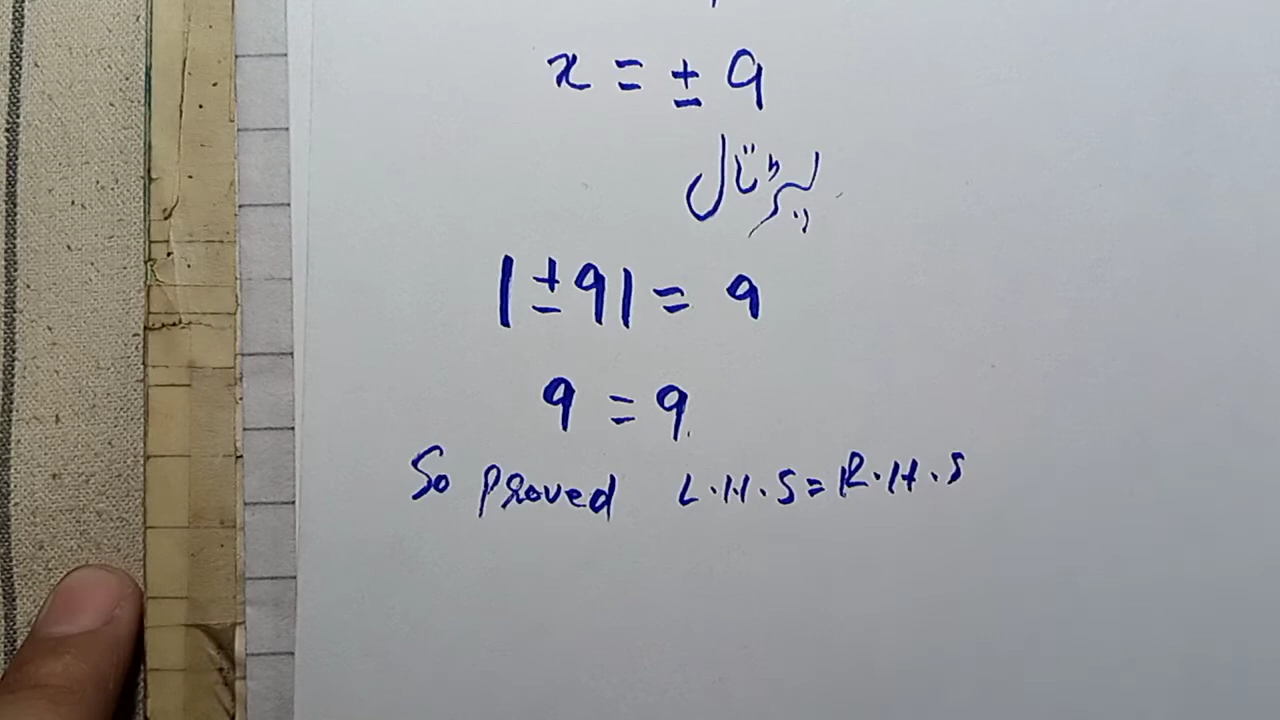 x = ± 9
پڑتال
|± 9| = 9
9 = 9
So Proved L.H.S = R.H.S